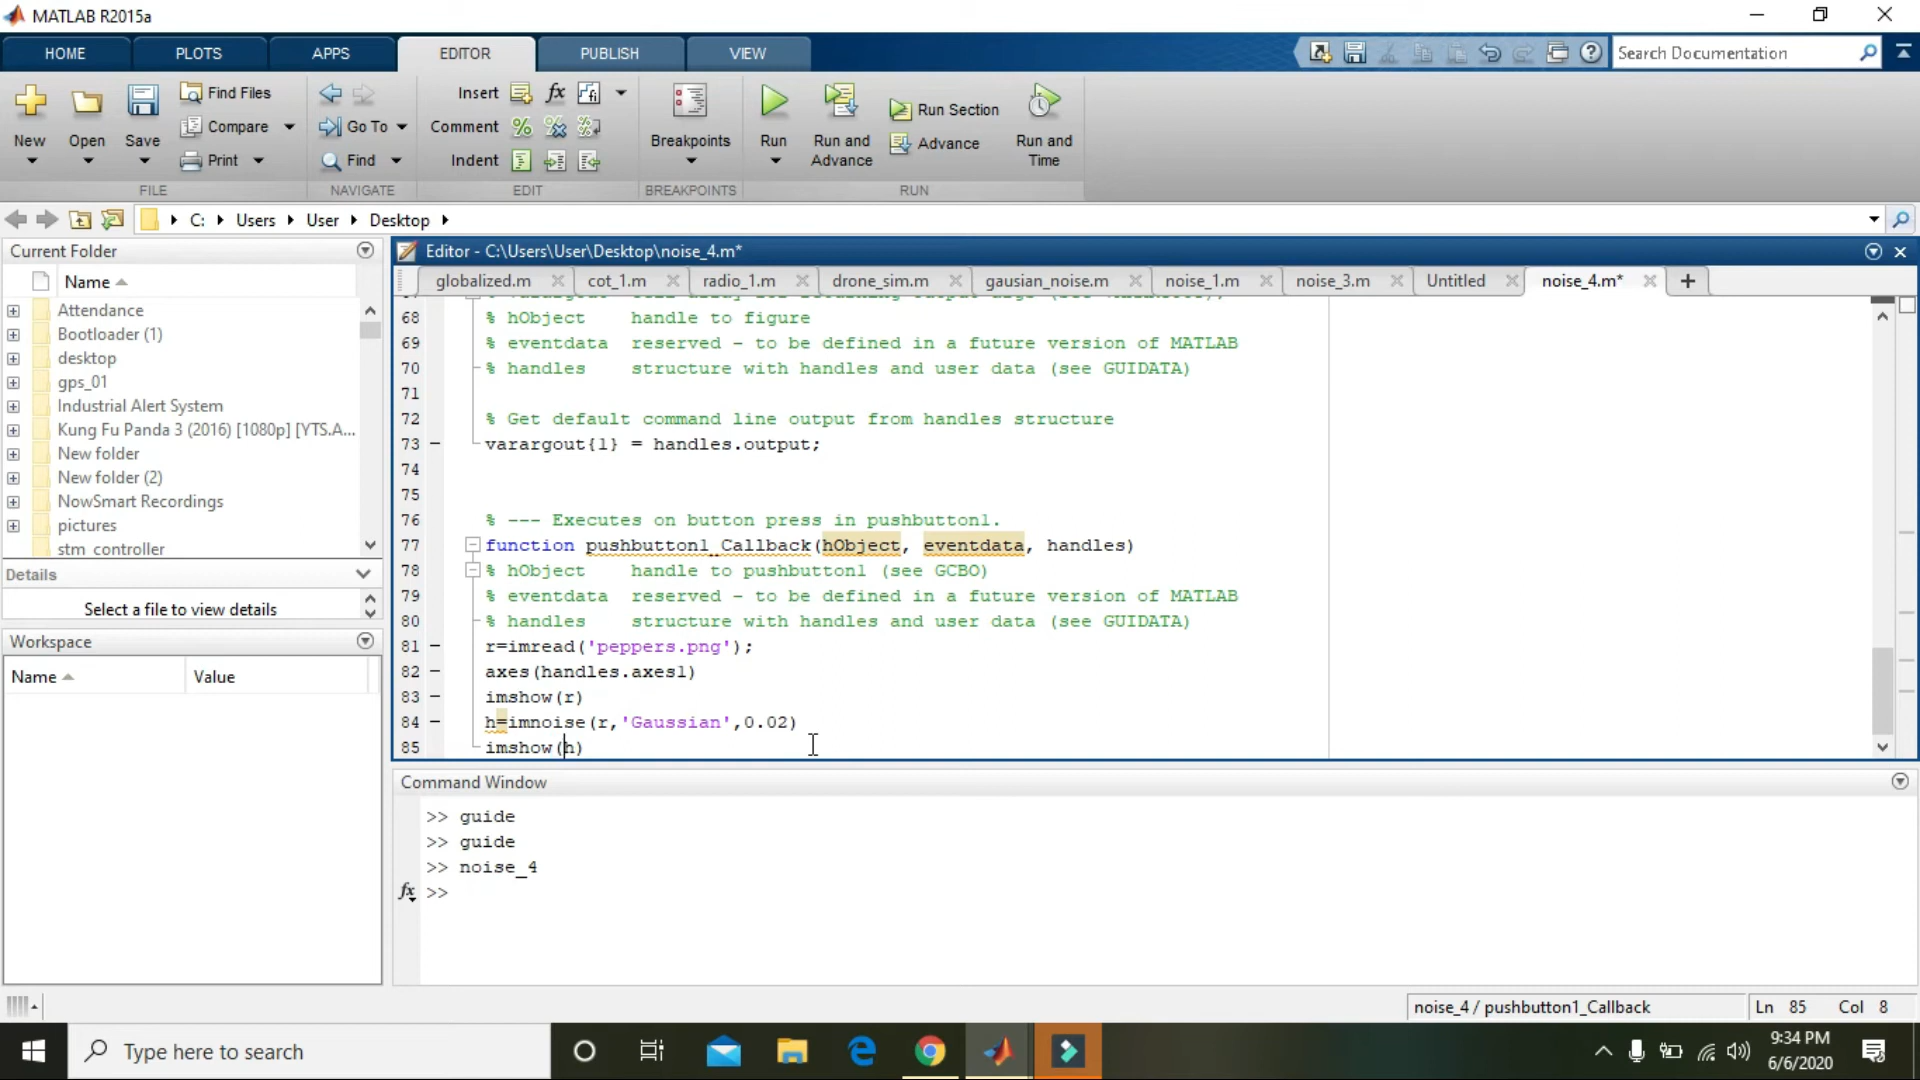 MATLAB R2015a
HOME PLOTS APPS EDITOR PUBLISH VIEW
Search Documentation
New Open Save
Find Files
Compare
Print
FILE
Go To
Find
NAVIGATE
Insert fx
Comment
Indent
EDIT
Breakpoints
BREAKPOINTS
Run
Run and Advance
Run Section
Advance
Run and Time
RUN
C: Users User Desktop
Current Folder
Name
Attendance
Bootloader (1)
desktop
gps_01
Industrial Alert System
Kung Fu Panda 3 (2016) [1080p] [YTS.A...
New folder
New folder (2)
NowSmart Recordings
pictures
stm_controller
Details
Select a file to view details
Workspace
Name Value
Editor - C:\Users\User\Desktop\noise_4.m*
globalized.m cot_1.m radio_1.m drone_sim.m gausian_noise.m noise_1.m noise_3.m Untitled noise_4.m*
68 % hObject    handle to figure
69 % eventdata  reserved - to be defined in a future version of MATLAB
70 % handles    structure with handles and user data (see GUIDATA)
71
72 % Get default command line output from handles structure
73 varargout{1} = handles.output;
74
75
76 % --- Executes on button press in pushbutton1.
77 function pushbutton1_Callback(hObject, eventdata, handles)
78 % hObject    handle to pushbutton1 (see GCBO)
79 % eventdata  reserved - to be defined in a future version of MATLAB
80 % handles    structure with handles and user data (see GUIDATA)
81 r=imread('peppers.png');
82 axes(handles.axes1)
83 imshow(r)
84 h=imnoise(r,'Gaussian',0.02)
85 imshow(h)
Command Window
>> guide
>> guide
>> noise_4
fx >>
noise_4 / pushbutton1_Callback Ln 85 Col 8
Type here to search
9:34 PM
6/6/2020